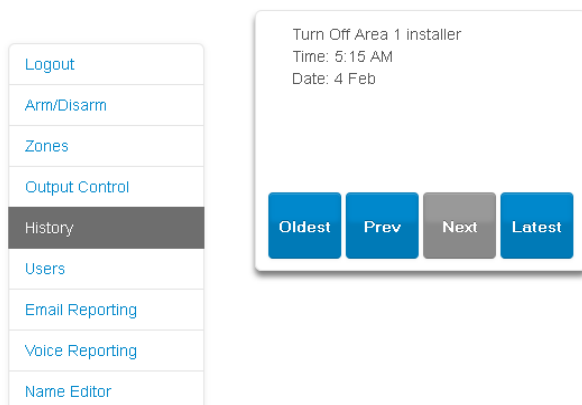 Turn Off Area 1 installer
Time: 5:15 AM
Date: 4 Feb
Logout
Arm/Disarm
Zones
Output Control
History
Users
Email Reporting
Voice Reporting
Name Editor
Oldest
Prev
Next
Latest